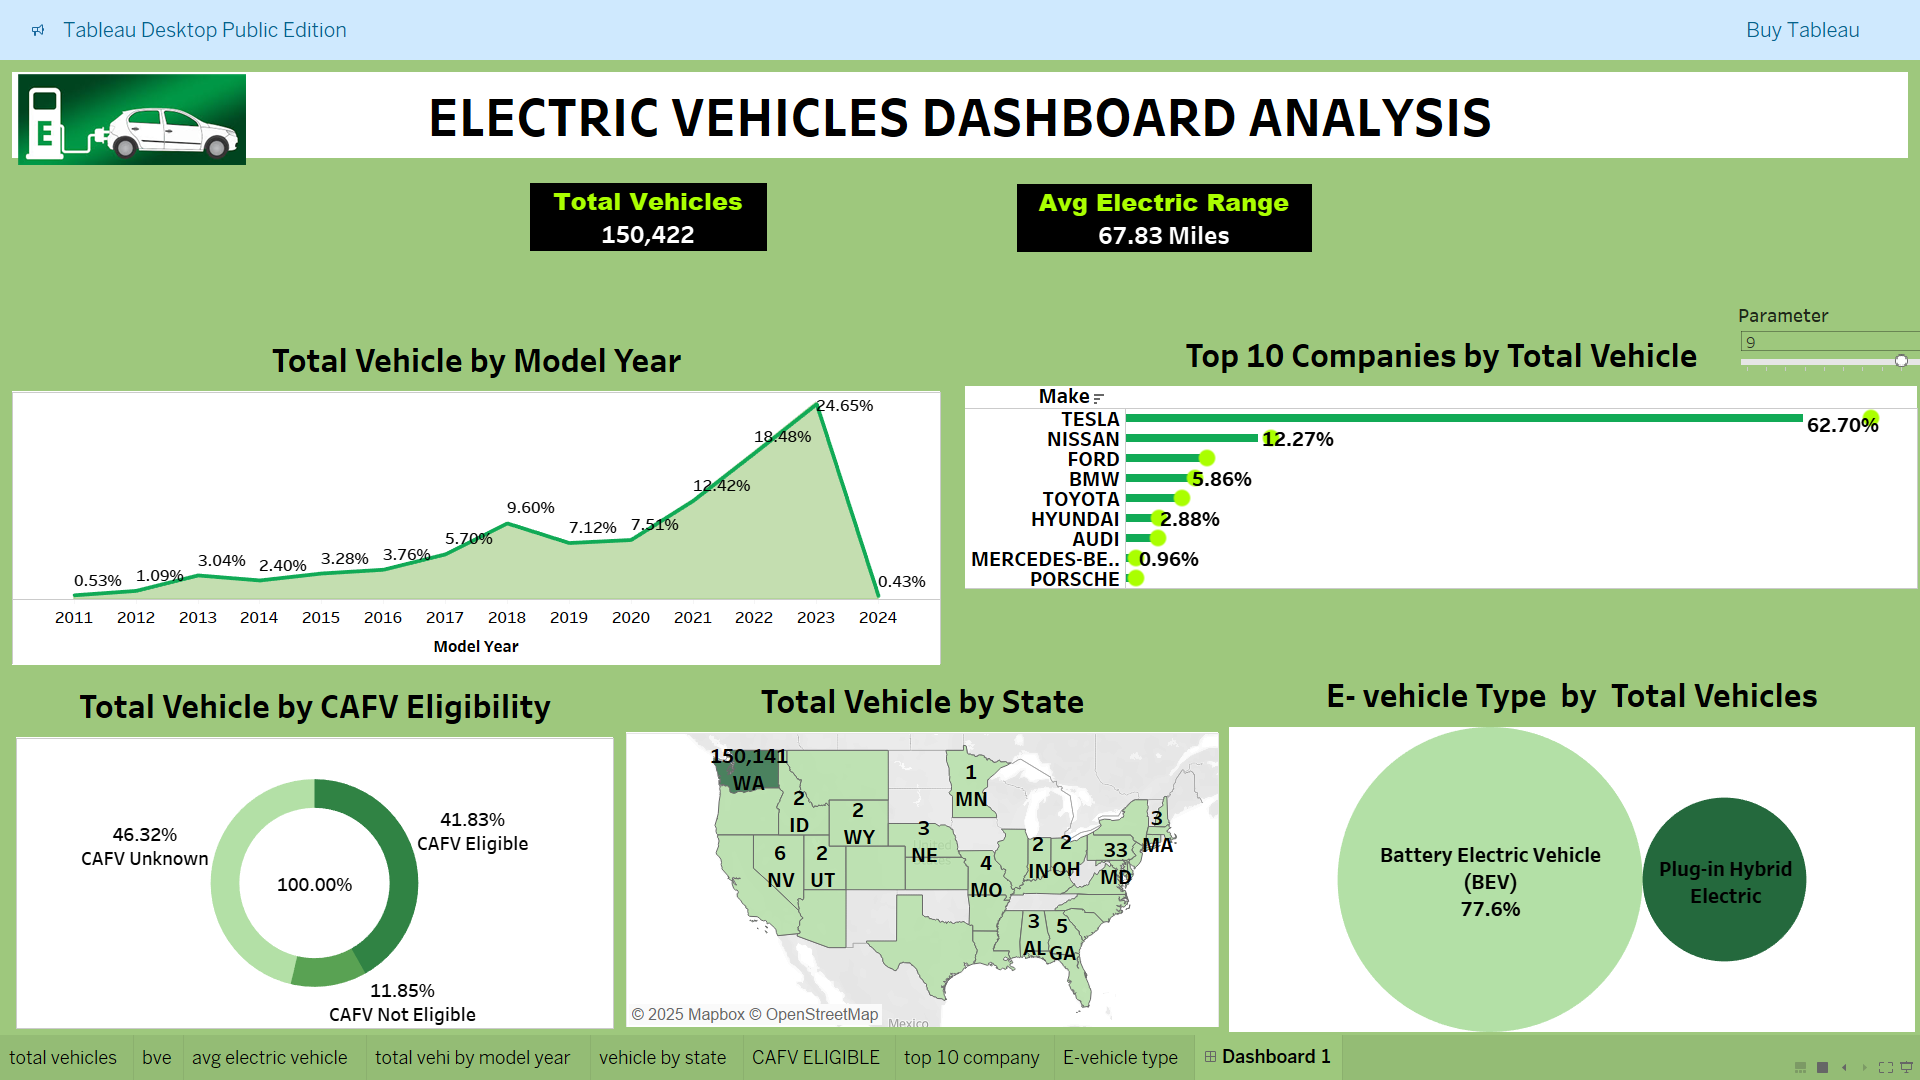 Tableau Desktop Public Edition
Buy Tableau
E
ELECTRIC VEHICLES DASHBOARD ANALYSIS
Total Vehicles
150,422
Avg Electric Range
67.83 Miles
Parameter
9
Total Vehicle by Model Year
24.65%
18.48%
12.42%
9.60%
7.12%
7.51%
5.70%
3.76%
3.28%
2.40%
3.04%
1.09%
0.53%
0.43%
2011 2012 2013 2014 2015 2016 2017 2018 2019 2020 2021 2022 2023 2024
Model Year
Top 10 Companies by Total Vehicle
Make
TESLA 62.70%
NISSAN 12.27%
FORD
BMW 5.86%
TOYOTA
HYUNDAI 2.88%
AUDI
MERCEDES-BE.. 0.96%
PORSCHE
Total Vehicle by CAFV Eligibility
46.32%
CAFV Unknown
41.83%
CAFV Eligible
100.00%
11.85%
CAFV Not Eligible
Total Vehicle by State
150,141
WA
2
ID
2
WY
1
MN
3
MA
6
NV
2
UT
3
NE
4
MO
2
IN
2
OH
33
MD
3
AL
5
GA
United
Mexico
© 2025 Mapbox © OpenStreetMap
E- vehicle Type by Total Vehicles
Battery Electric Vehicle
(BEV)
77.6%
Plug-in Hybrid
Electric
total vehicles
bve
avg electric vehicle
total vehi by model year
vehicle by state
CAFV ELIGIBLE
top 10 company
E-vehicle type
Dashboard 1